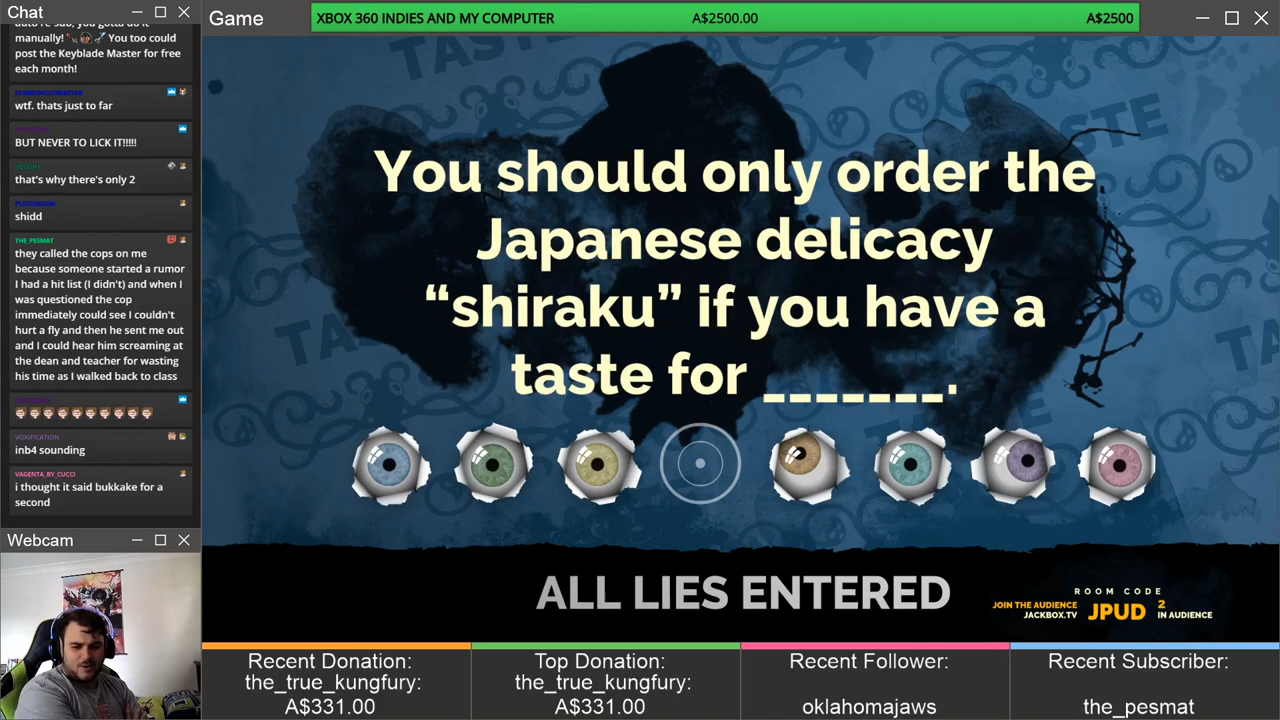 Chat
auto re-sub, you gotta do it
manually! You too could
post the Keyblade Master for free
each month!
wtf. thats just to far
BUT NEVER TO LICK IT!!!!!
that's why there's only 2
shidd
THE_PESMAT
they called the cops on me
because someone started a rumor
I had a hit list (I didn't) and when I
was questioned the cop
immediately could see I couldn't
hurt a fly and then he sent me out
and I could hear him screaming at
the dean and teacher for wasting
his time as I walked back to class
VOXIFICATION
inb4 sounding
VAGENTA_BY_CUCCI
i thought it said bukkake for a
second
Webcam
Game
XBOX 360 INDIES AND MY COMPUTER
A$2500.00
A$2500
TASTE
TASTE
TASTE
TASTE
You should only order the
Japanese delicacy
“shiraku” if you have a
taste for _______.
ALL LIES ENTERED
ROOM CODE
JOIN THE AUDIENCE
JACKBOX.TV
JPUD
2
IN AUDIENCE
Recent Donation:
the_true_kungfury:
A$331.00
Top Donation:
the_true_kungfury:
A$331.00
Recent Follower:
oklahomajaws
Recent Subscriber:
the_pesmat